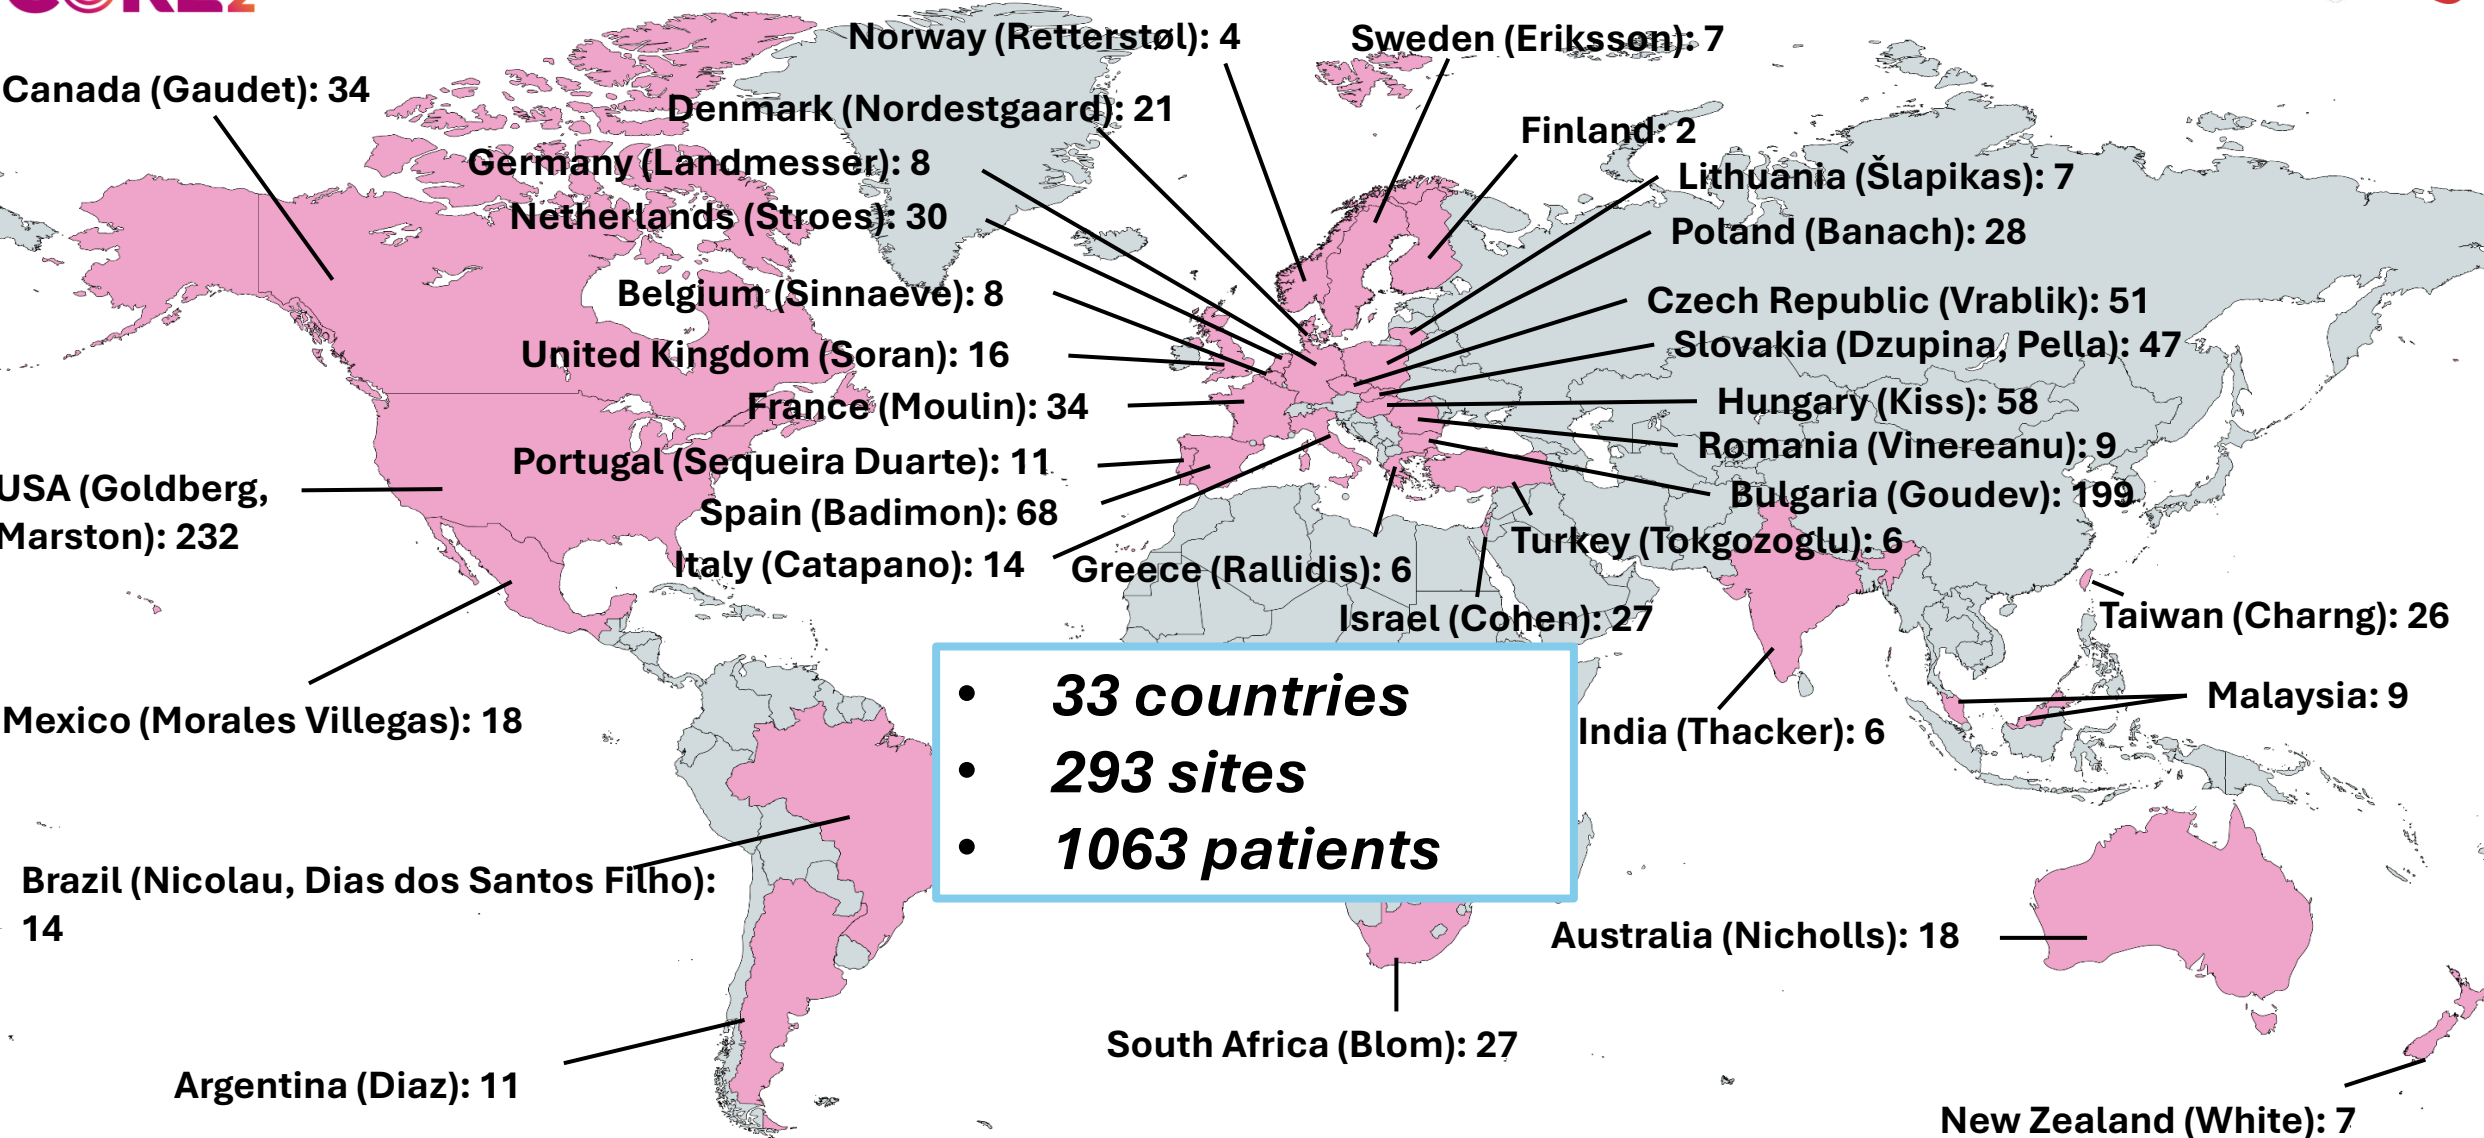 Norway (Retterstøl): 4
Sweden (Eriksson): 7
Canada (Gaudet): 34
Denmark (Nordestgaard): 21
Finland: 2
Germany (Landmesser): 8
Lithuania (Šlapikas): 7
Netherlands (Stroes): 30
Poland (Banach): 28
Belgium (Sinnaeve): 8
Czech Republic (Vrablik): 51
United Kingdom (Soran): 16
Slovakia (Dzupina, Pella): 47
France (Moulin): 34
Hungary (Kiss): 58
Romania (Vinereanu): 9
Portugal (Sequeira Duarte): 11
USA (Goldberg,
Marston): 232
Bulgaria (Goudev): 199
Spain (Badimon): 68
Turkey (Tokgozoglu): 6
Italy (Catapano): 14
Greece (Rallidis): 6
Israel (Cohen): 27
Taiwan (Charng): 26
• 33 countries
• 293 sites
• 1063 patients
Malaysia: 9
Mexico (Morales Villegas): 18
India (Thacker): 6
Brazil (Nicolau, Dias dos Santos Filho):
14
Australia (Nicholls): 18
South Africa (Blom): 27
Argentina (Diaz): 11
New Zealand (White): 7